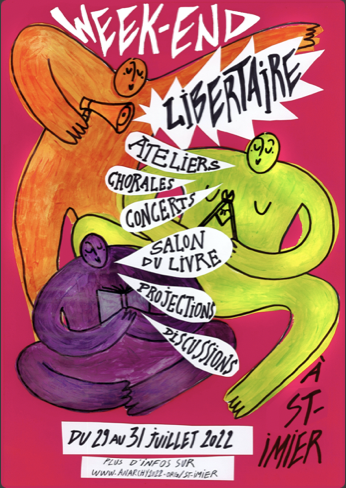 WEEK-END
LIBERTAIRE
ATELIERS
CHORALES
CONCERTS
SALON
DU LIVRE
PROJECTIONS
DISCUSSIONS
À
ST-
IMIER
DU 29 AU 31 JUILLET 2022
PLUS D'INFOS SUR
WWW.ANARCHY2022.ORG/ST-IMIER